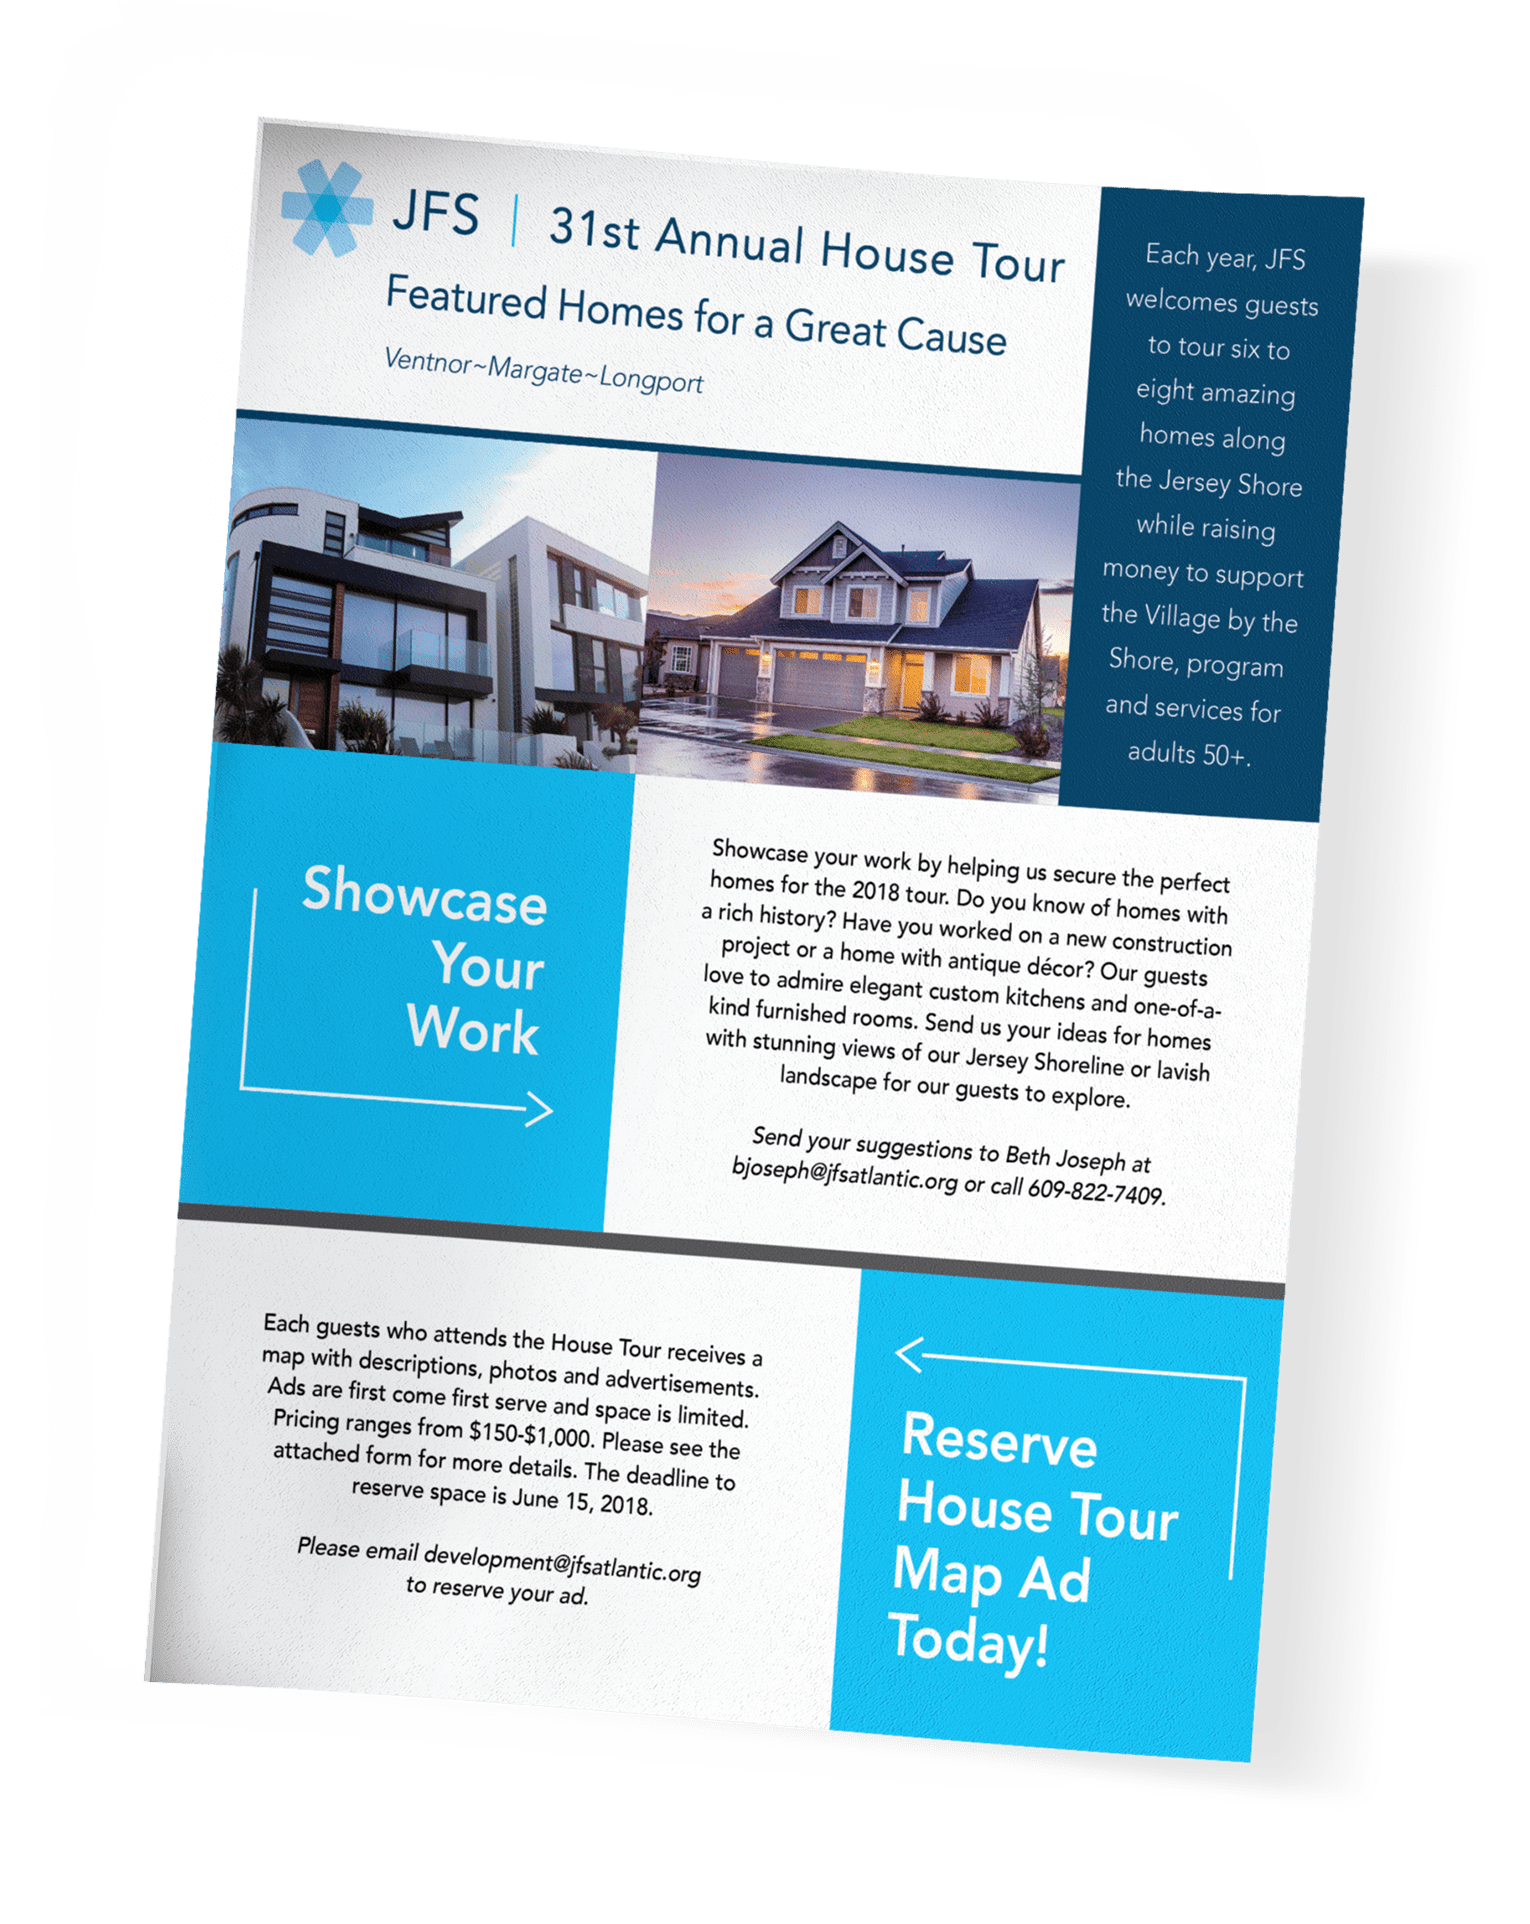 JFS | 31st Annual House Tour
Featured Homes for a Great Cause
Ventnor~Margate~Longport
Each year, JFS
welcomes guests
to tour six to
eight amazing
homes along
the Jersey Shore
while raising
money to support
the Village by the
Shore, program
and services for
adults 50+.
Showcase
Your
Work
Showcase your work by helping us secure the perfect
homes for the 2018 tour. Do you know of homes with
a rich history? Have you worked on a new construction
project or a home with antique décor? Our guests
love to admire elegant custom kitchens and one-of-a-
kind furnished rooms. Send us your ideas for homes
with stunning views of our Jersey Shoreline or lavish
landscape for our guests to explore.
Send your suggestions to Beth Joseph at
bjoseph@jfsatlantic.org or call 609-822-7409.
Each guests who attends the House Tour receives a
map with descriptions, photos and advertisements.
Ads are first come first serve and space is limited.
Pricing ranges from $150-$1,000. Please see the
attached form for more details. The deadline to
reserve space is June 15, 2018.
Please email development@jfsatlantic.org
to reserve your ad.
Reserve
House Tour
Map Ad
Today!